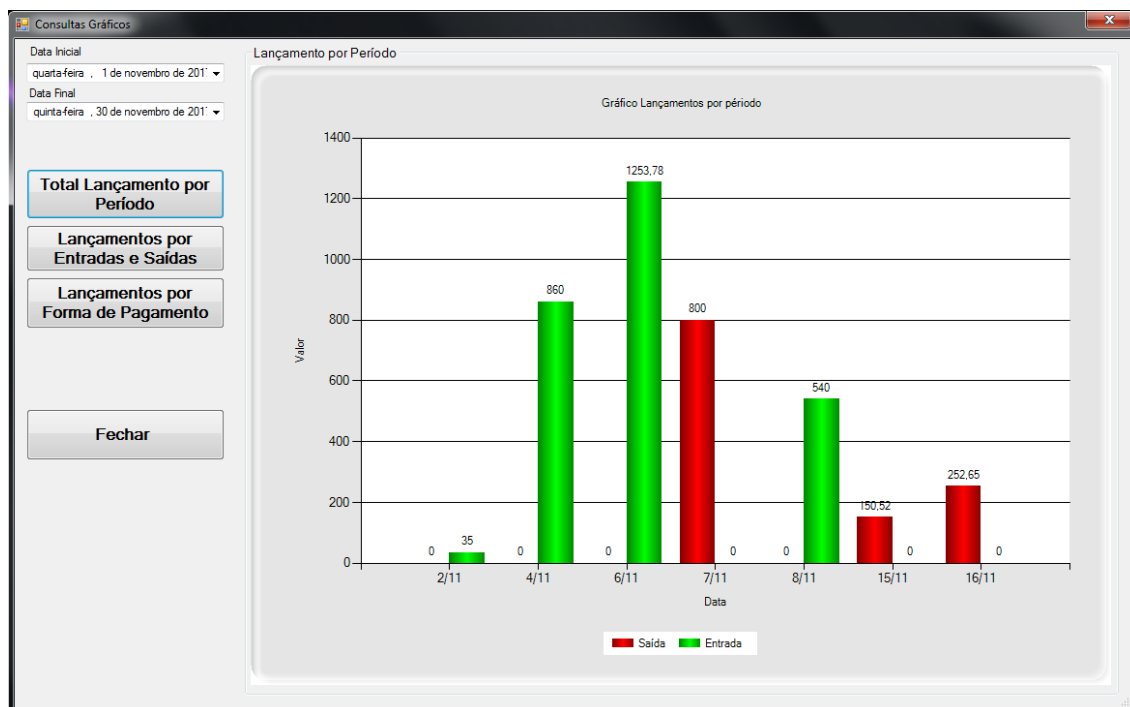 Consultas Gráficos
Data Inicial
quarta-feira , 1 de novembro de 201
Data Final
quinta-feira , 30 de novembro de 201
Total Lançamento por
Período
Lançamentos por
Entradas e Saídas
Lançamentos por
Forma de Pagamento
Fechar
Lançamento por Período
Gráfico Lançamentos por périodo
Valor
1400
1200
1000
800
600
400
200
0
0
35
0
860
0
1253,78
800
0
0
540
150,52
0
252,65
0
2/11
4/11
6/11
7/11
8/11
15/11
16/11
Data
Saída
Entrada